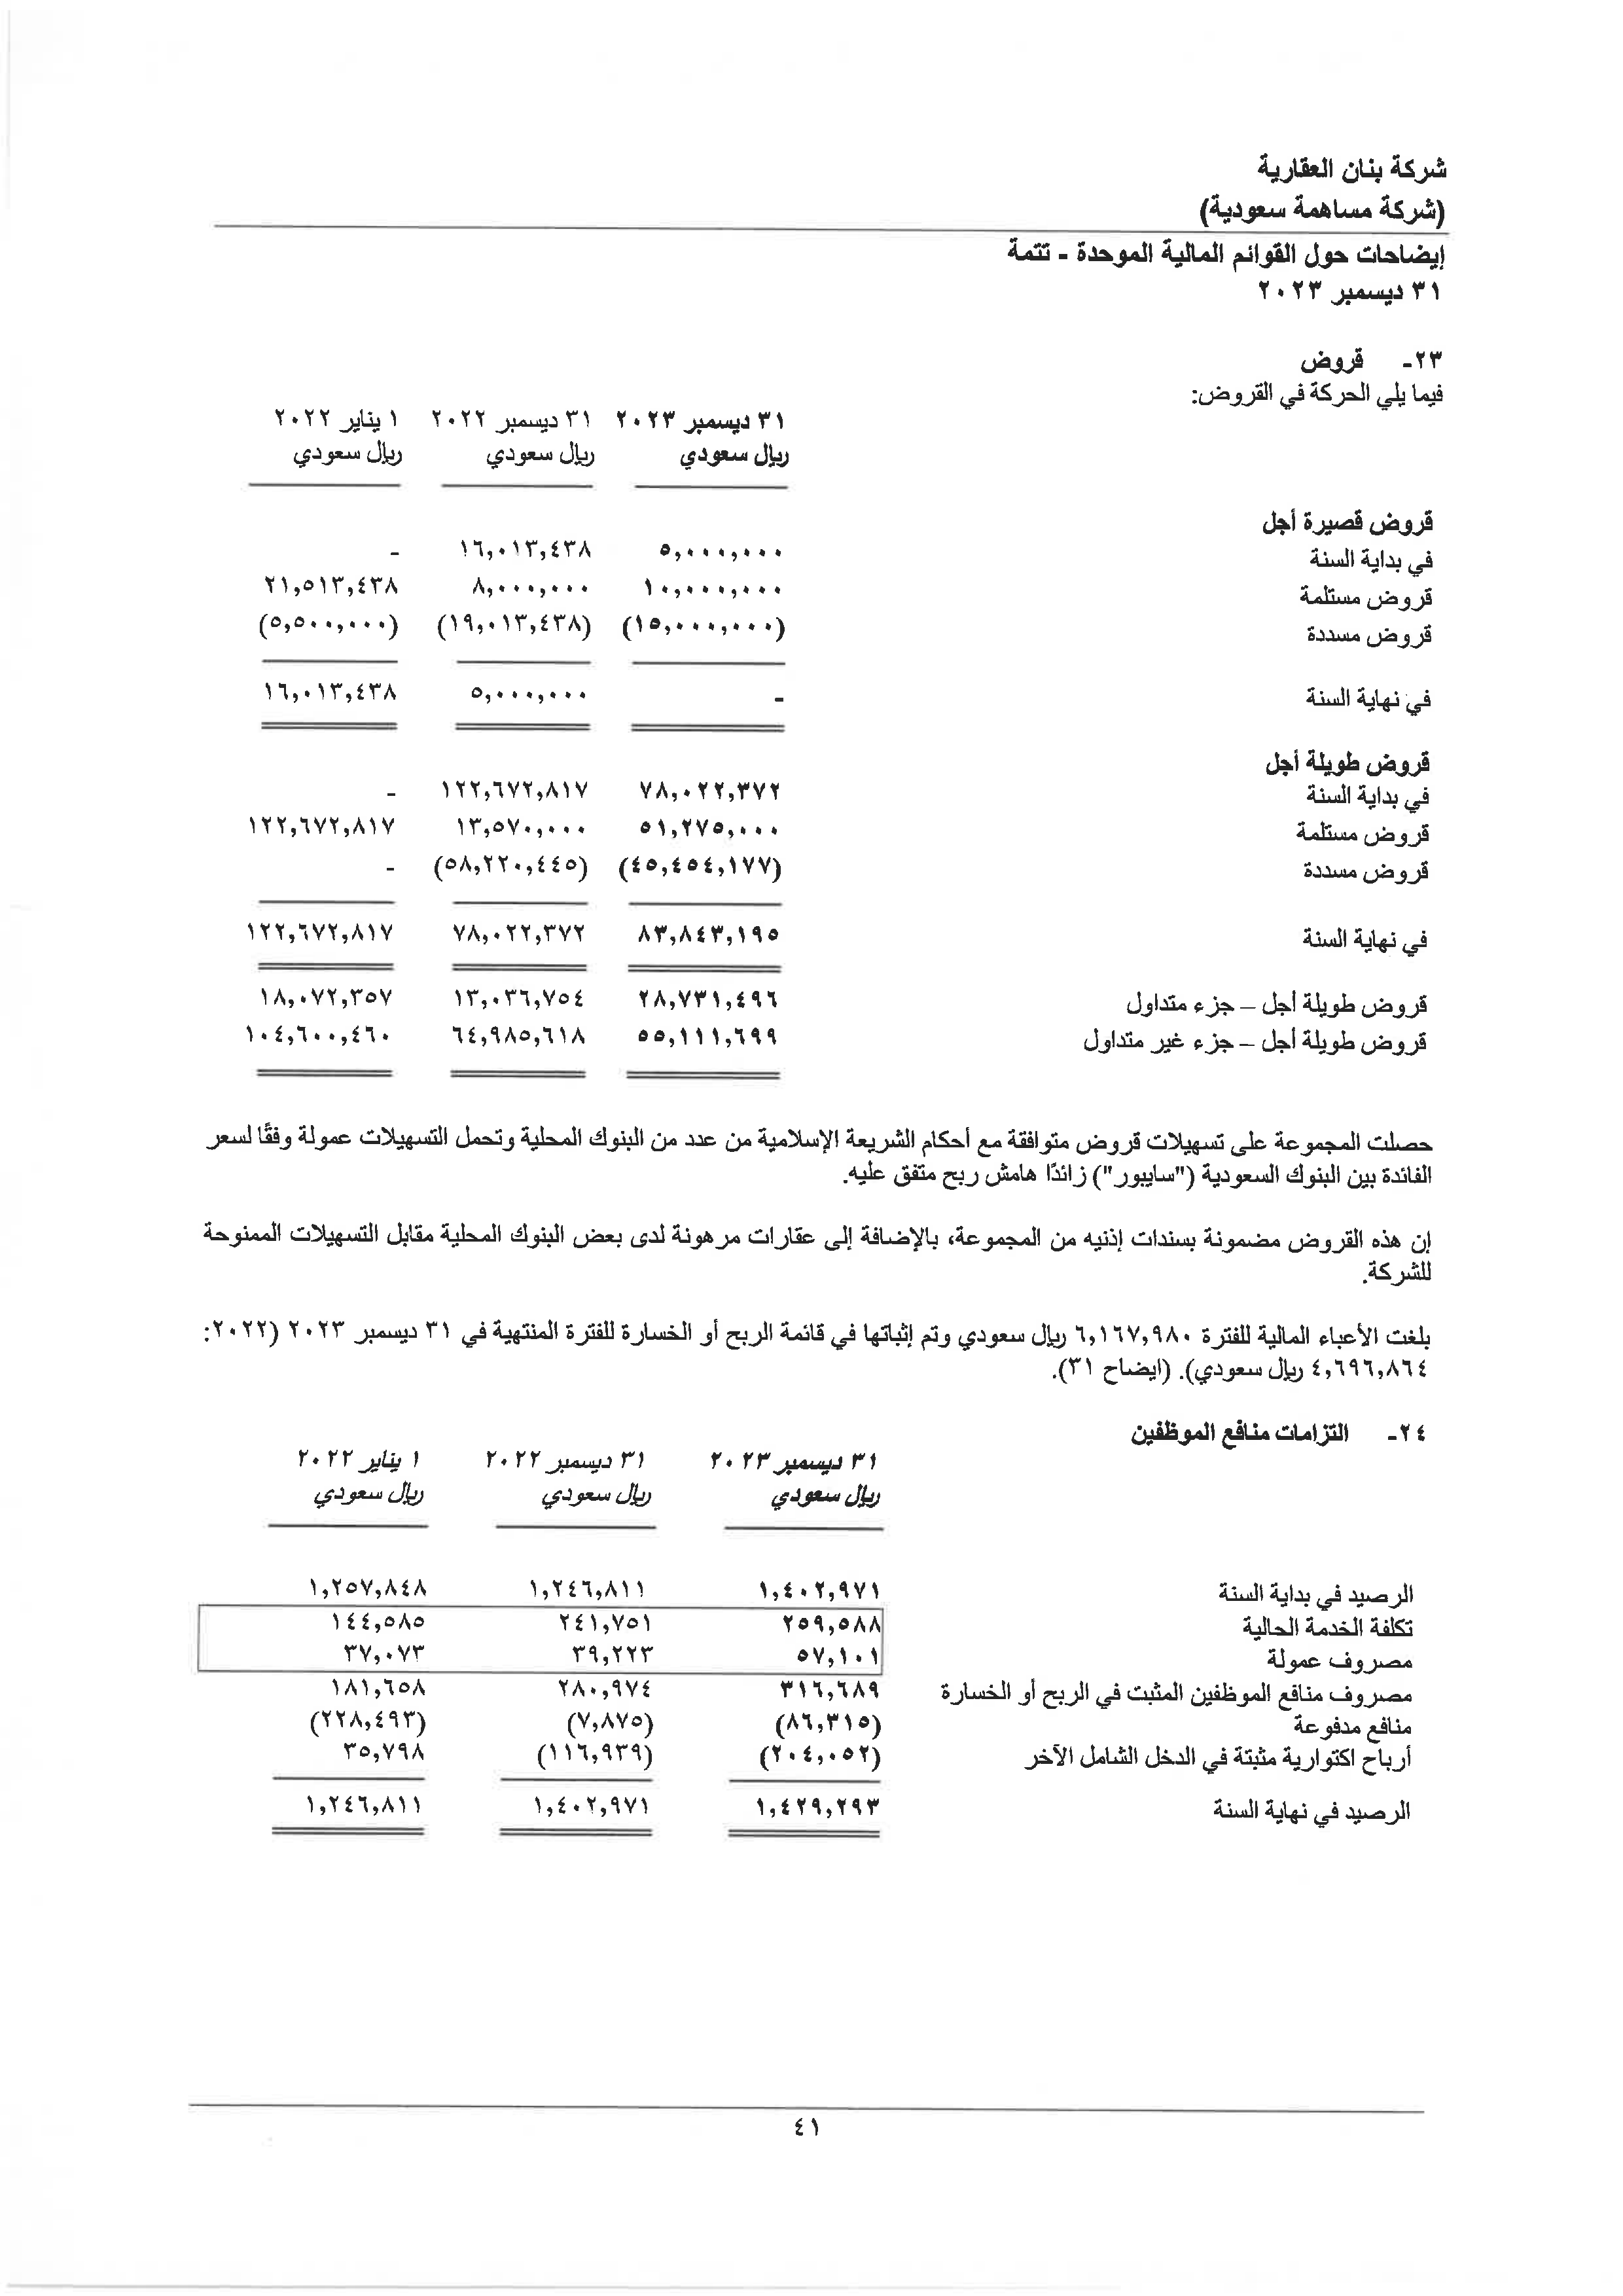 شركة بنان العقارية
(شركة مساهمة سعودية)
إيضاحات حول القوائم المالية الموحدة - تتمة
٣١ ديسمبر ٢٠٢٣
٢٣- قروض
فيما يلي الحركة في القروض:
٣١ ديسمبر ٢٠٢٣ ٣١ ديسمبر ٢٠٢٢ ١ يناير ٢٠٢٢
ريال سعودي ريال سعودي ريال سعودي
قروض قصيرة أجل
في بداية السنة ٥,٠٠٠,٠٠٠ ١٦,٠١٣,٤٣٨ -
قروض مستلمة ١٠,٠٠٠,٠٠٠ ٨,٠٠٠,٠٠٠ ٢١,٥١٣,٤٣٨
قروض مسددة (١٥,٠٠٠,٠٠٠) (١٩,٠١٣,٤٣٨) (٥,٥٠٠,٠٠٠)
في نهاية السنة - ٥,٠٠٠,٠٠٠ ١٦,٠١٣,٤٣٨
قروض طويلة أجل
في بداية السنة ٧٨,٠٢٢,٣٧٢ ١٢٢,٦٧٢,٨١٧ -
قروض مستلمة ٥١,٢٧٥,٠٠٠ ١٣,٥٧٠,٠٠٠ ١٢٢,٦٧٢,٨١٧
قروض مسددة (٤٥,٤٥٤,١٧٧) (٥٨,٢٢٠,٤٤٥) -
في نهاية السنة ٨٣,٨٤٣,١٩٥ ٧٨,٠٢٢,٣٧٢ ١٢٢,٦٧٢,٨١٧
قروض طويلة أجل – جزء متداول ٢٨,٧٣١,٤٩٦ ١٣,٠٣٦,٧٥٤ ١٨,٠٧٢,٣٥٧
قروض طويلة أجل – جزء غير متداول ٥٥,١١١,٦٩٩ ٦٤,٩٨٥,٦١٨ ١٠٤,٦٠٠,٤٦٠
حصلت المجموعة على تسهيلات قروض متوافقة مع أحكام الشريعة الإسلامية من عدد من البنوك المحلية وتحمل التسهيلات عمولة وفقًا لسعر
الفائدة بين البنوك السعودية ("سايبور") زائدًا هامش ربح متفق عليه.
إن هذه القروض مضمونة بسندات إذنيه من المجموعة، بالإضافة إلى عقارات مرهونة لدى بعض البنوك المحلية مقابل التسهيلات الممنوحة
للشركة.
بلغت الأعباء المالية للفترة ٦,١٦٧,٩٨٠ ريال سعودي وتم إثباتها في قائمة الربح أو الخسارة للفترة المنتهية في ٣١ ديسمبر ٢٠٢٣ (٢٠٢٢:
٤,٦٩٦,٨٦٤ ريال سعودي). (ايضاح ٣١).
٢٤- التزامات منافع الموظفين
٣١ ديسمبر ٢٠٢٣ ٣١ ديسمبر ٢٠٢٢ ١ يناير ٢٠٢٢
ريال سعودي ريال سعودي ريال سعودي
الرصيد في بداية السنة ١,٤٠٢,٩٧١ ١,٢٤٦,٨١١ ١,٢٥٧,٨٤٨
تكلفة الخدمة الحالية ٢٥٩,٥٨٨ ٢٤١,٧٥١ ١٤٤,٥٨٥
مصروف عمولة ٥٧,١٠١ ٣٩,٢٢٣ ٣٧,٠٧٣
مصروف منافع الموظفين المثبت في الربح أو الخسارة ٣١٦,٦٨٩ ٢٨٠,٩٧٤ ١٨١,٦٥٨
منافع مدفوعة (٨٦,٣١٥) (٧,٨٧٥) (٢٢٨,٤٩٣)
أرباح اكتوارية مثبتة في الدخل الشامل الآخر (٢٠٤,٠٥٢) (١١٦,٩٣٩) ٣٥,٧٩٨
الرصيد في نهاية السنة ١,٤٢٩,٢٩٣ ١,٤٠٢,٩٧١ ١,٢٤٦,٨١١
٤١